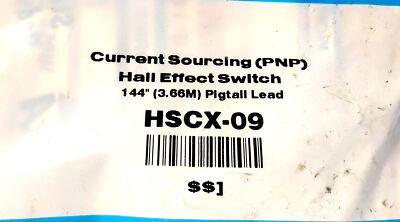 Current Sourcing (PNP)
Hall Effect Switch
144" (3.66M) Pigtail Lead
HSCX-09
$$]